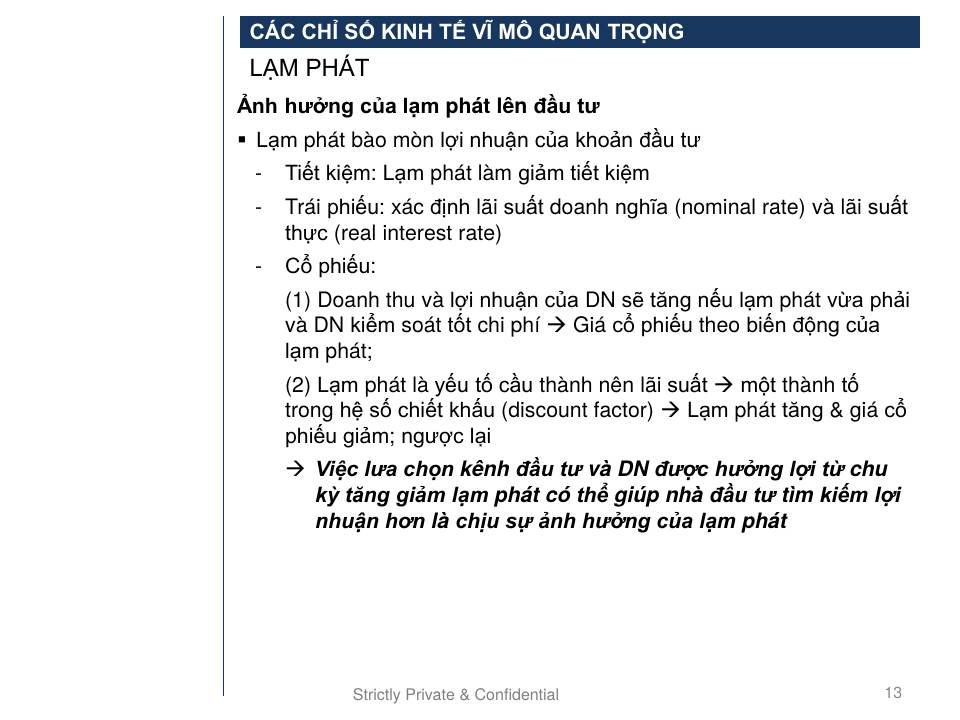 CÁC CHỈ SỐ KINH TẾ VĨ MÔ QUAN TRỌNG
LẠM PHÁT
Ảnh hưởng của lạm phát lên đầu tư
▪ Lạm phát bào mòn lợi nhuận của khoản đầu tư
- Tiết kiệm: Lạm phát làm giảm tiết kiệm
- Trái phiếu: xác định lãi suất doanh nghĩa (nominal rate) và lãi suất
thực (real interest rate)
- Cổ phiếu:
(1) Doanh thu và lợi nhuận của DN sẽ tăng nếu lạm phát vừa phải
và DN kiểm soát tốt chi phí → Giá cổ phiếu theo biến động của
lạm phát;
(2) Lạm phát là yếu tố cầu thành nên lãi suất → một thành tố
trong hệ số chiết khấu (discount factor) → Lạm phát tăng & giá cổ
phiếu giảm; ngược lại
→ Việc lưa chọn kênh đầu tư và DN được hưởng lợi từ chu
kỳ tăng giảm lạm phát có thể giúp nhà đầu tư tìm kiếm lợi
nhuận hơn là chịu sự ảnh hưởng của lạm phát
Strictly Private & Confidential
13